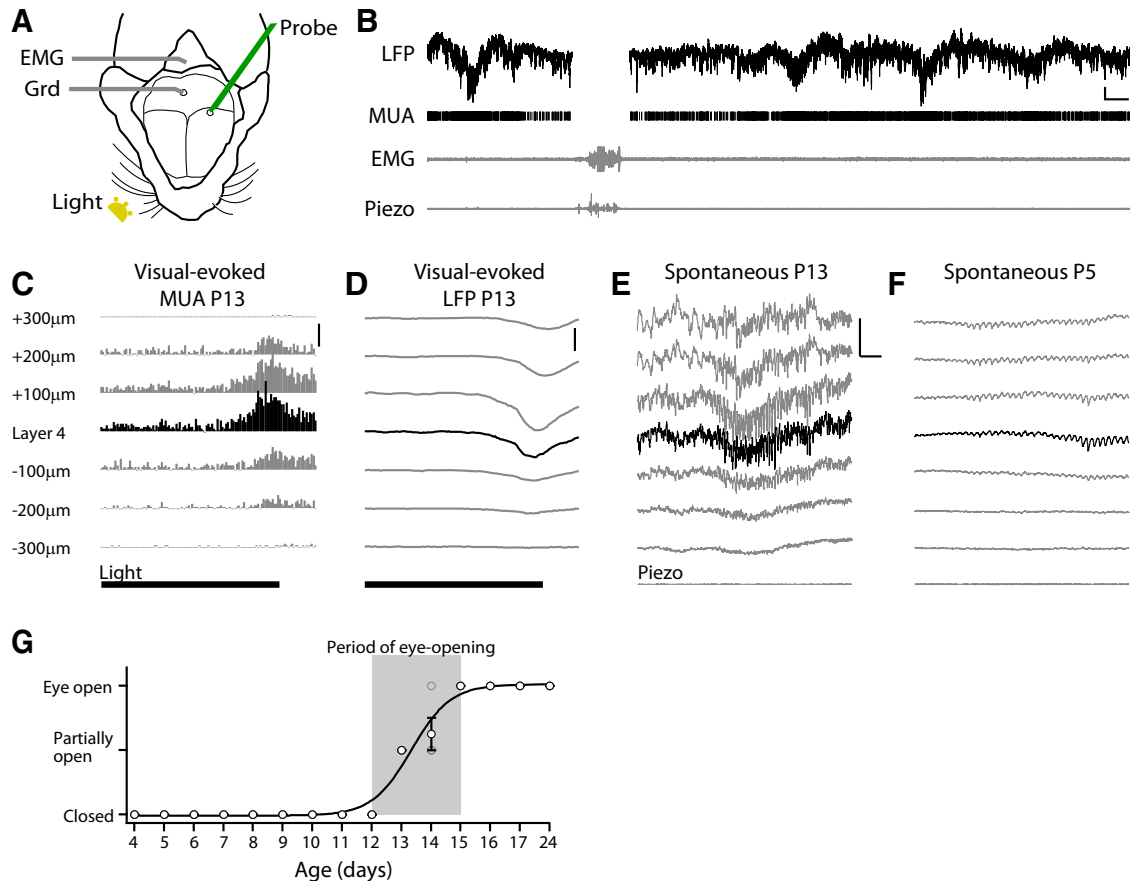 A
EMG
Grd
Probe
Light
B
LFP
MUA
EMG
Piezo
C
Visual-evoked
MUA P13
+300μm
+200μm
+100μm
Layer 4
-100μm
-200μm
-300μm
Light
D
Visual-evoked
LFP P13
E
Spontaneous P13
Piezo
F
Spontaneous P5
G
Period of eye-opening
Eye open
Partially
open
Closed
4 5 6 7 8 9 10 11 12 13 14 15 16 17 24
Age (days)